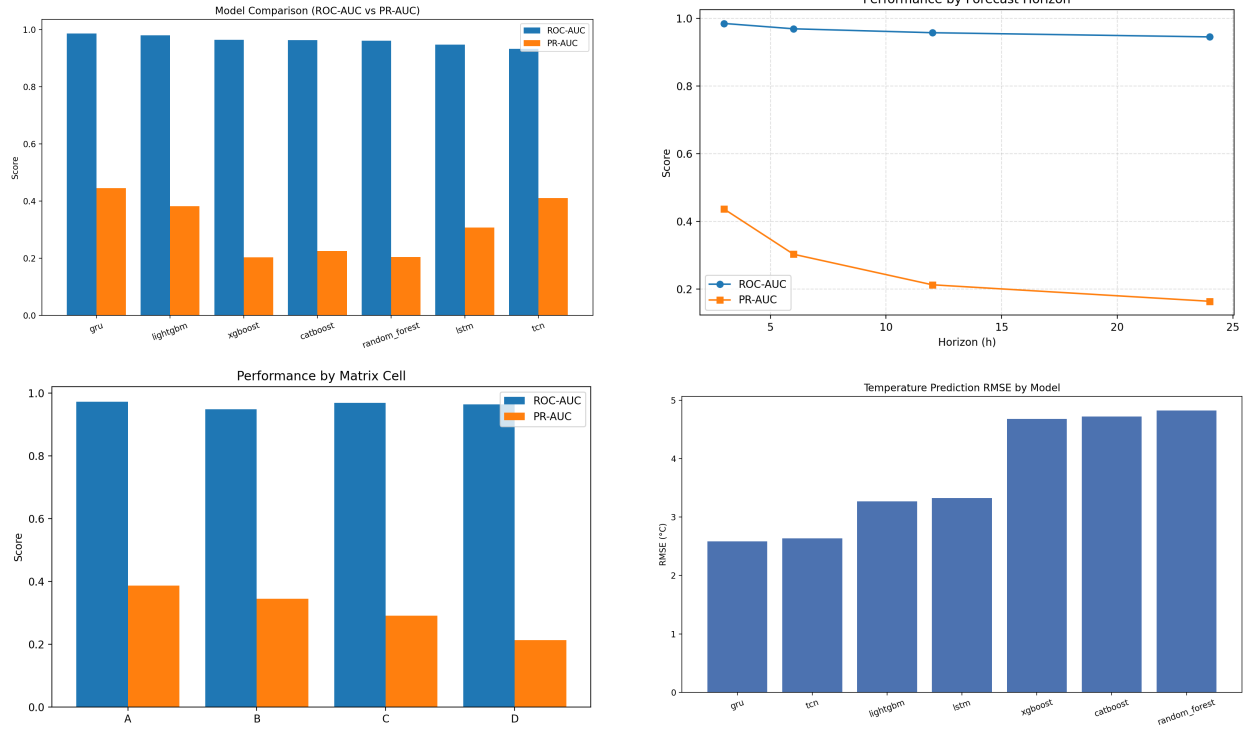 Model Comparison (ROC-AUC vs PR-AUC)
1.0
0.8
0.6
0.4
0.2
0.0
Score
ROC-AUC
PR-AUC
gru
lightgbm
xgboost
catboost
random_forest
lstm
tcn
Performance by Forecast Horizon
1.0
0.8
0.6
0.4
0.2
Score
ROC-AUC
PR-AUC
5
10
15
20
25
Horizon (h)
Performance by Matrix Cell
1.0
0.8
0.6
0.4
0.2
0.0
Score
ROC-AUC
PR-AUC
A
B
C
D
Temperature Prediction RMSE by Model
5
4
3
2
1
0
RMSE (°C)
gru
tcn
lightgbm
lstm
xgboost
catboost
random_forest